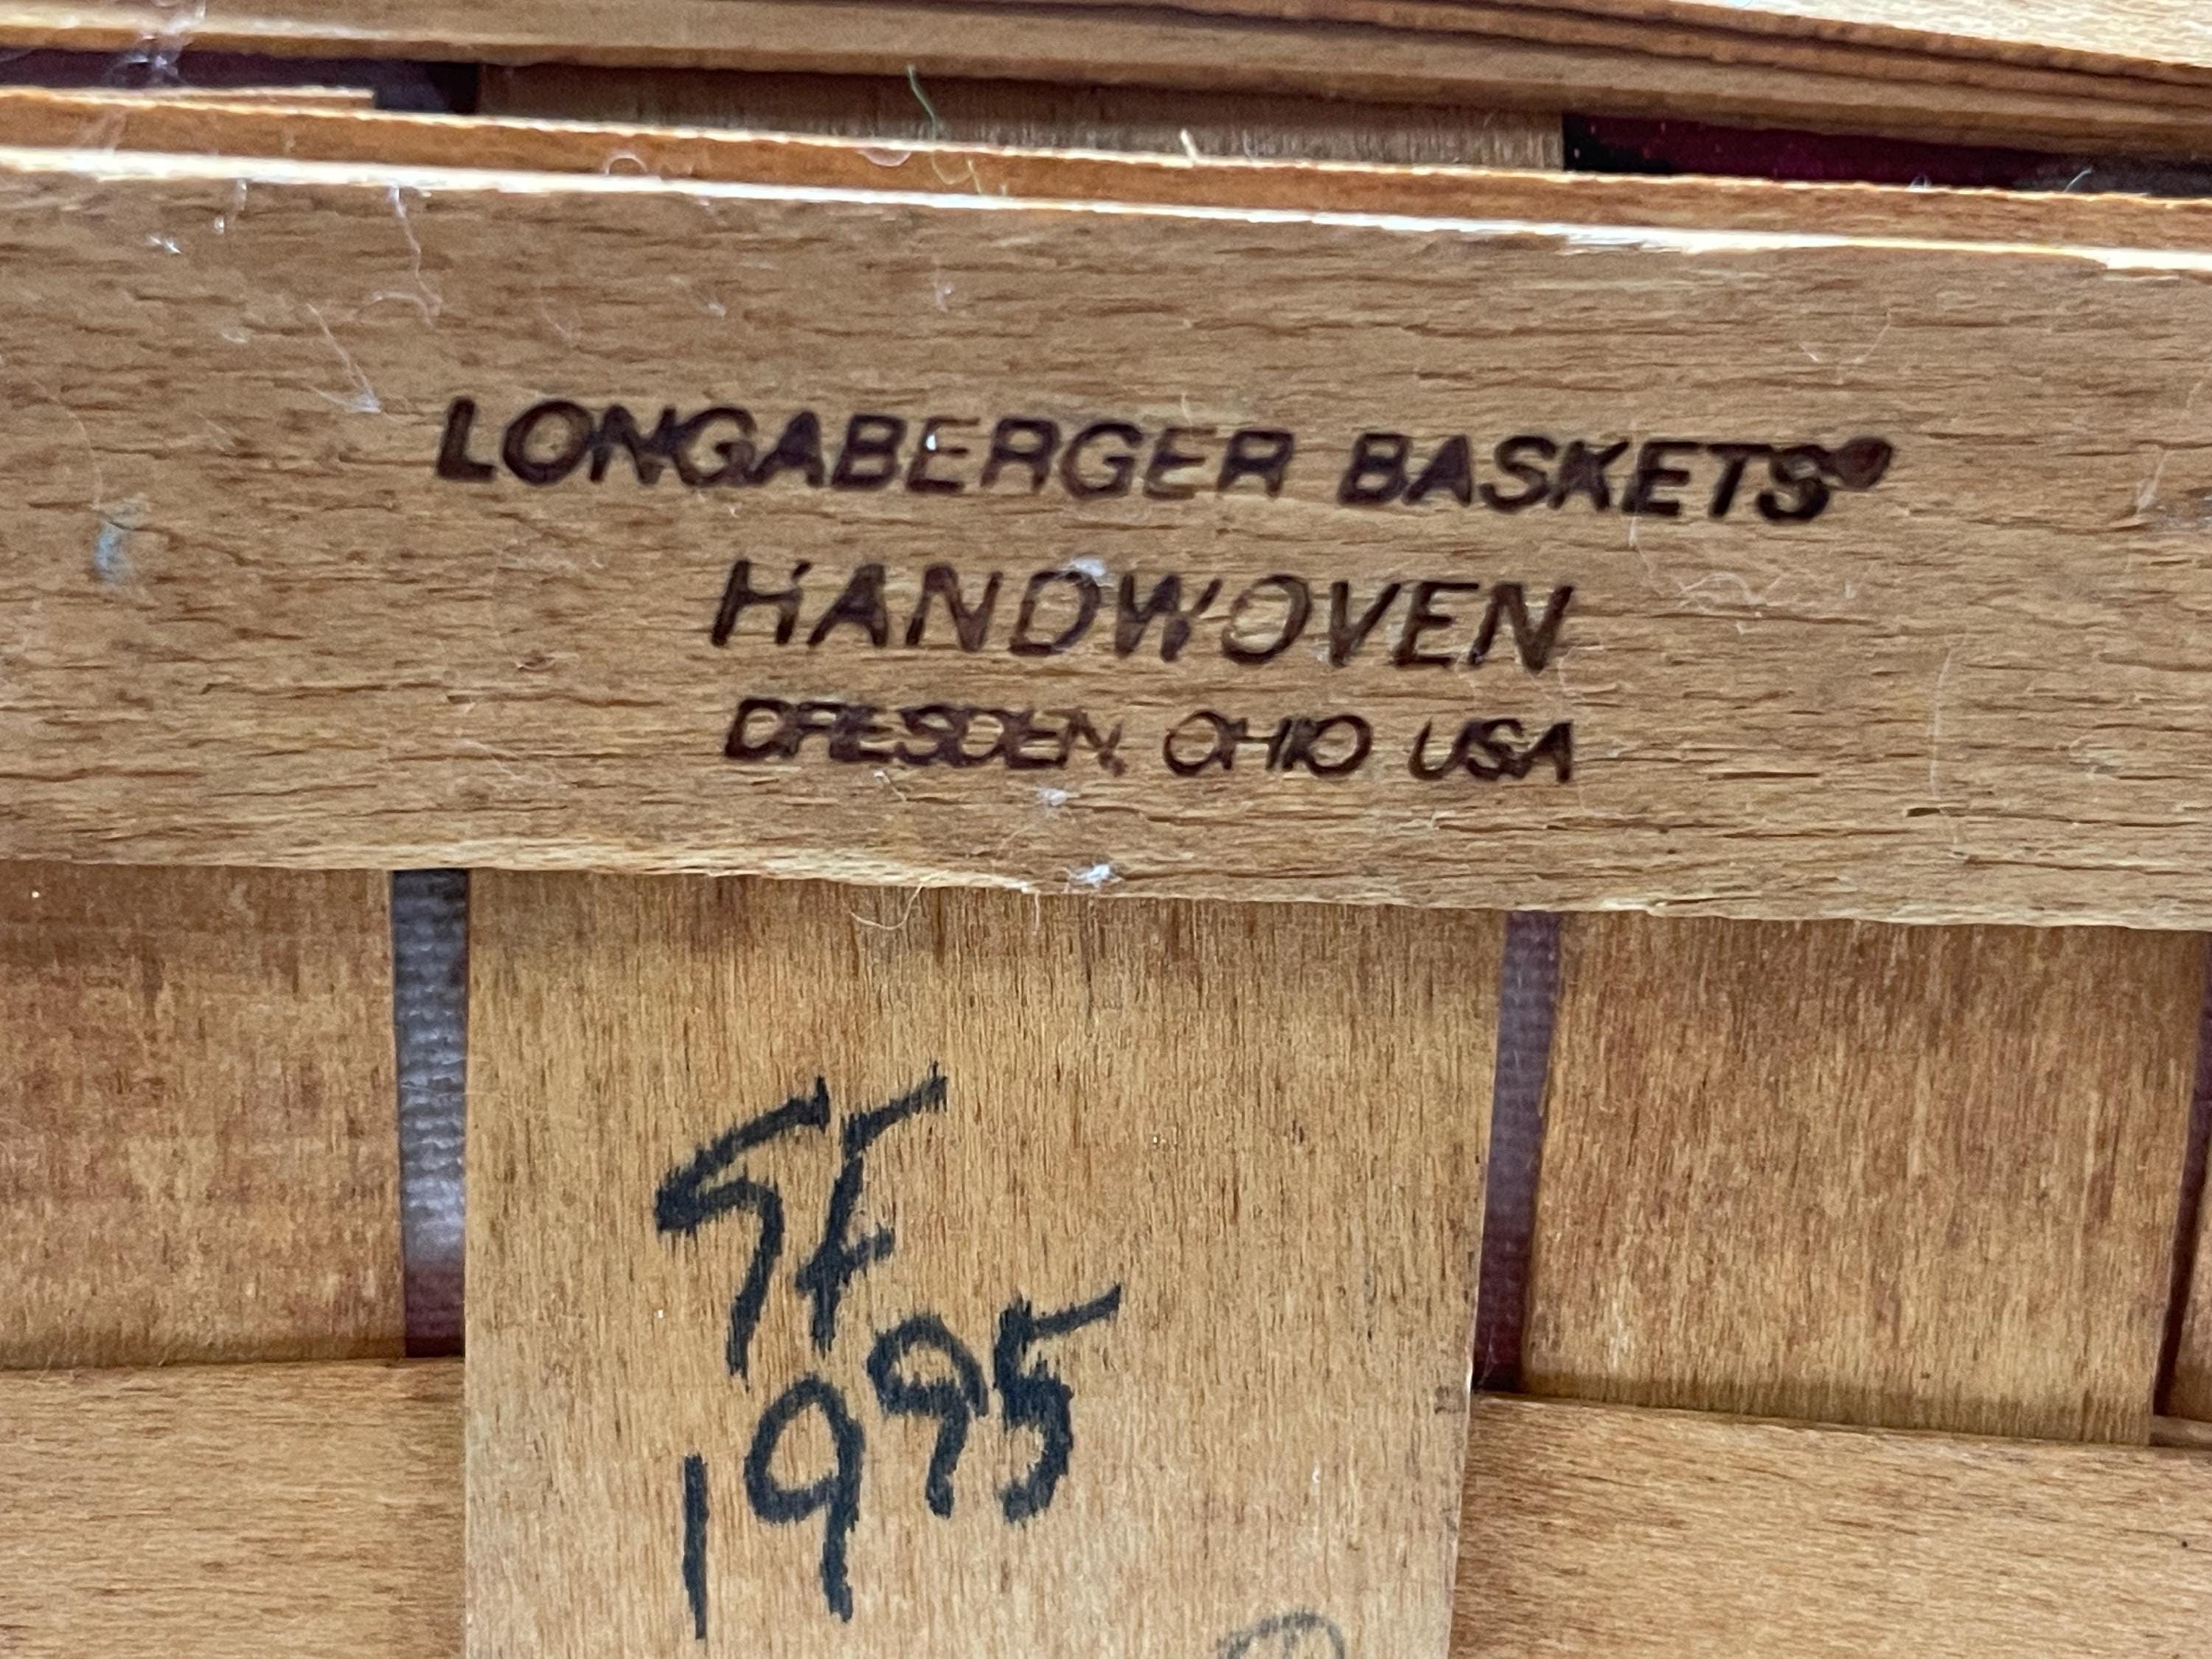 LONGABERGER BASKETS®
HANDWOVEN
DRESDEN, OHIO USA
SF
1995